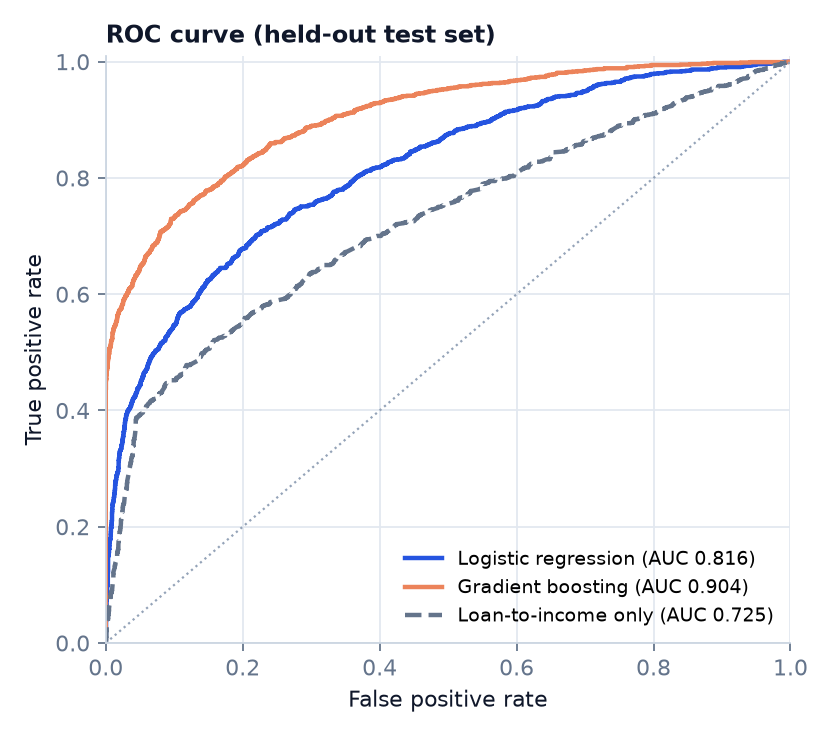 ROC curve (held-out test set)
True positive rate
1.0
0.8
0.6
0.4
0.2
0.0
0.0 0.2 0.4 0.6 0.8 1.0
False positive rate
Logistic regression (AUC 0.816)
Gradient boosting (AUC 0.904)
Loan-to-income only (AUC 0.725)